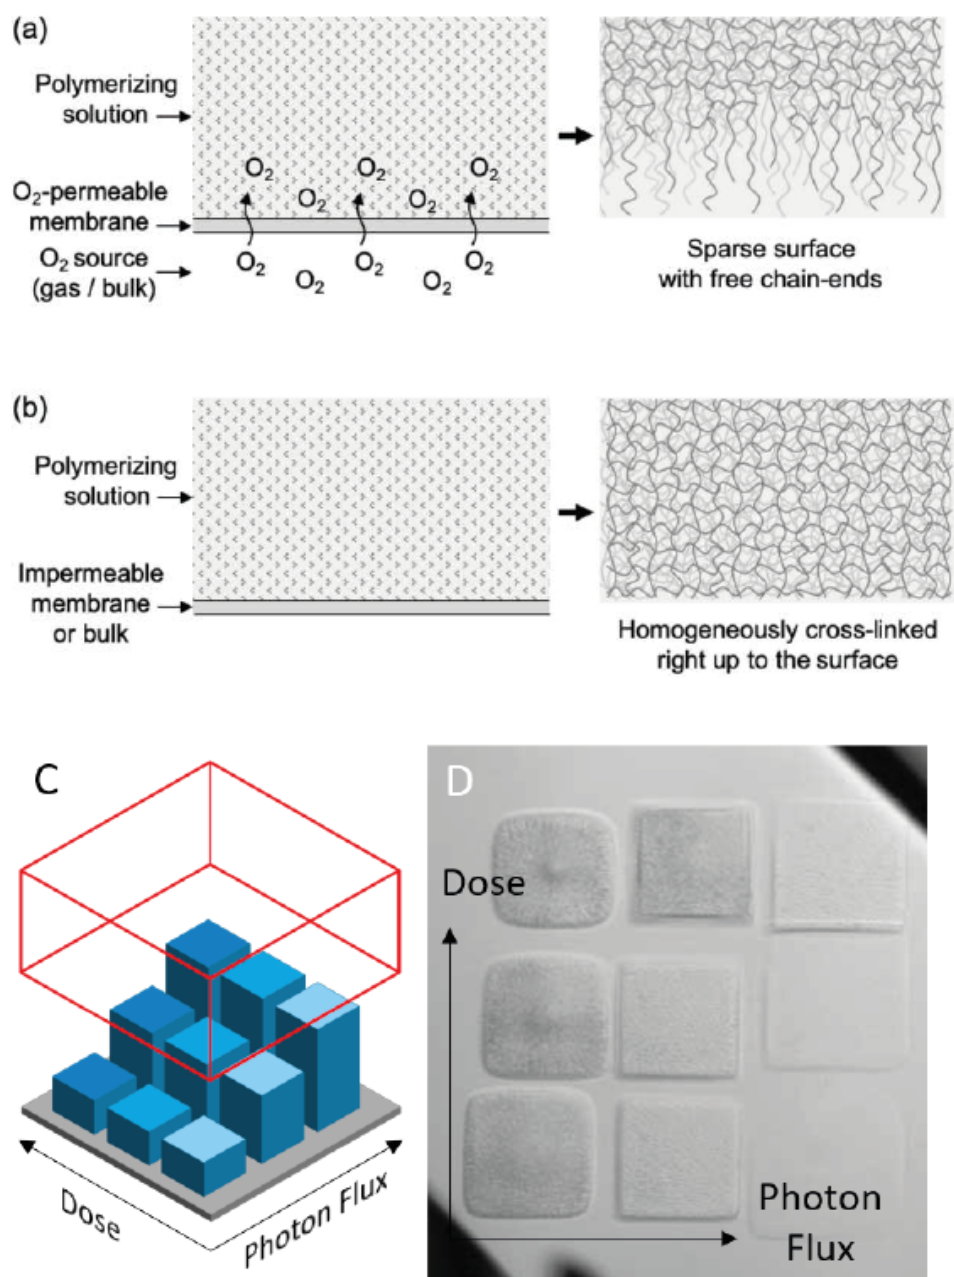 (a)
Polymerizing
solution
O₂-permeable
membrane
O₂ source
(gas / bulk)
O₂ O₂ O₂
O₂ O₂
O₂ O₂ O₂
O₂ O₂
Sparse surface
with free chain-ends
(b)
Polymerizing
solution
Impermeable
membrane
or bulk
Homogeneously cross-linked
right up to the surface
C
Dose
Photon Flux
D
Dose
Photon
Flux